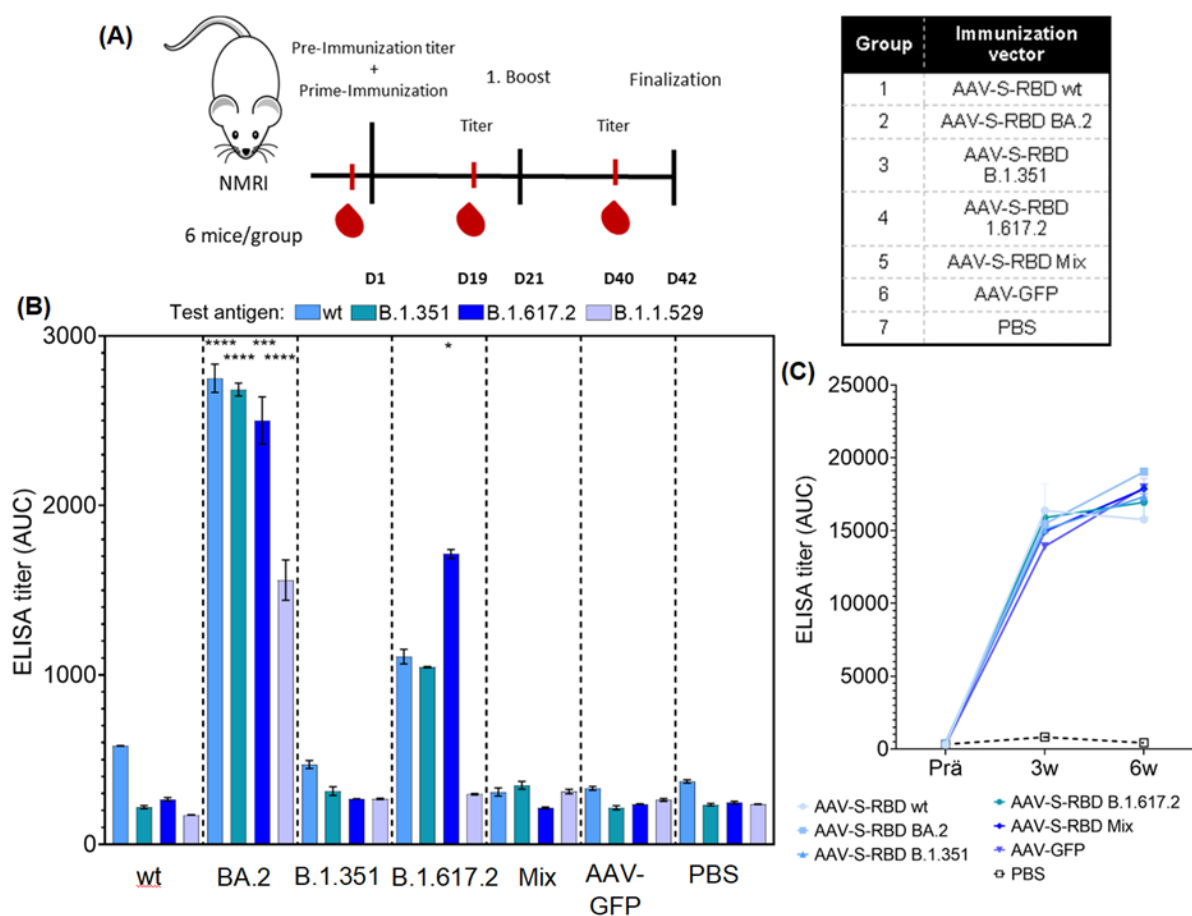 (A)
Pre-Immunization titer
+
Prime-Immunization
1. Boost
Finalization
Titer
Titer
NMRI
6 mice/group
D1
D19
D21
D40
D42
Group
Immunization
vector
1
AAV-S-RBD wt
2
AAV-S-RBD BA.2
3
AAV-S-RBD
B.1.351
4
AAV-S-RBD
1.617.2
5
AAV-S-RBD Mix
6
AAV-GFP
7
PBS
(B)
Test antigen: wt B.1.351 B.1.617.2 B.1.1.529
ELISA titer (AUC)
3000
2000
1000
0
**** ***
**** ****
*
wt
BA.2
B.1.351
B.1.617.2
Mix
AAV-
GFP
PBS
(C)
ELISA titer (AUC)
25000
20000
15000
10000
5000
0
Prä
3w
6w
AAV-S-RBD wt
AAV-S-RBD BA.2
AAV-S-RBD B.1.351
AAV-S-RBD B.1.617.2
AAV-S-RBD Mix
AAV-GFP
PBS